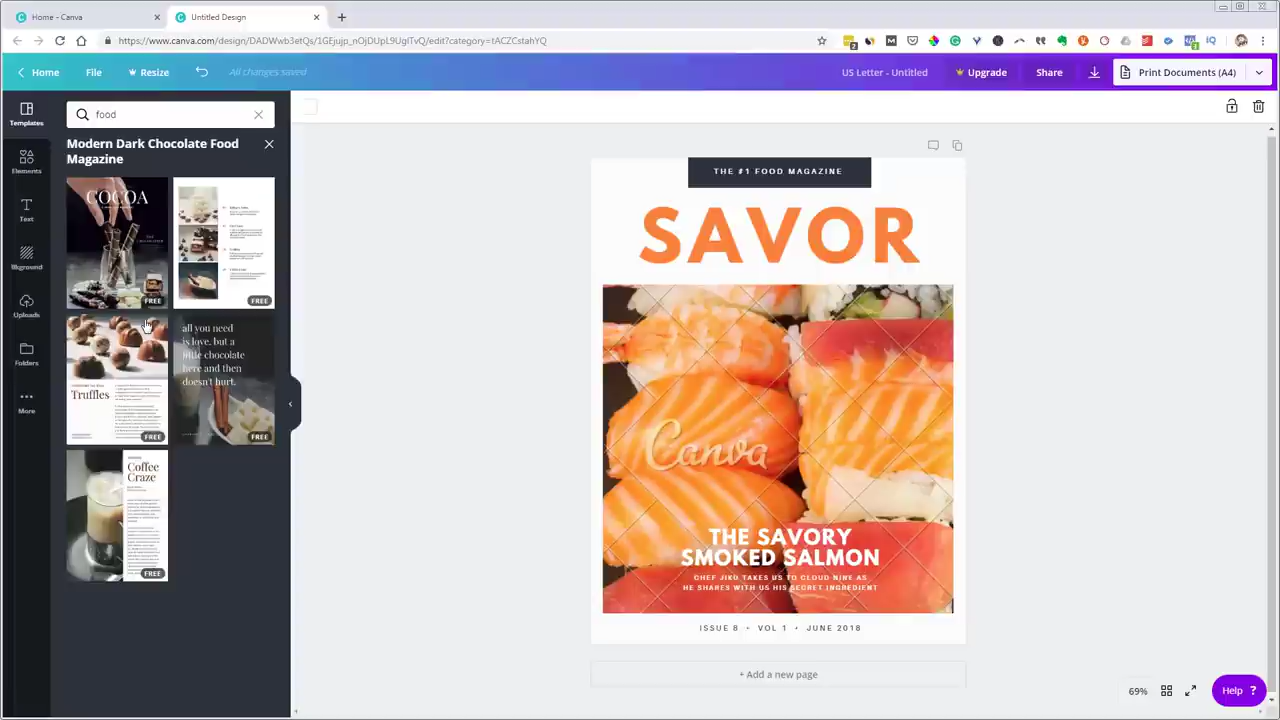 Home - Canva
Untitled Design
https://www.canva.com/design/DADWwb3etQs/1GEjujp_nOjDUpL9UglTvQ/edit?category=tACZCstahYQ
Home
File
Resize
All changes saved
US Letter - Untitled
Upgrade
Share
Print Documents (A4)
Templates
Elements
Text
Bkground
Uploads
Folders
More
food
Modern Dark Chocolate Food
Magazine
COCOA
FREE
FREE
Truffles
FREE
all you need
is love. but a
little chocolate
here and then
doesn't hurt.
FREE
Coffee
Craze
FREE
THE #1 FOOD MAGAZINE
SAVOR
Canva
THE SAVORY
SMOKED SALMON
CHEF JIKU TAKES US TO CLOUD NINE AS
HE SHARES WITH US HIS SECRET INGREDIENT
ISSUE 8 • VOL 1 • JUNE 2018
+ Add a new page
69%
Help ?